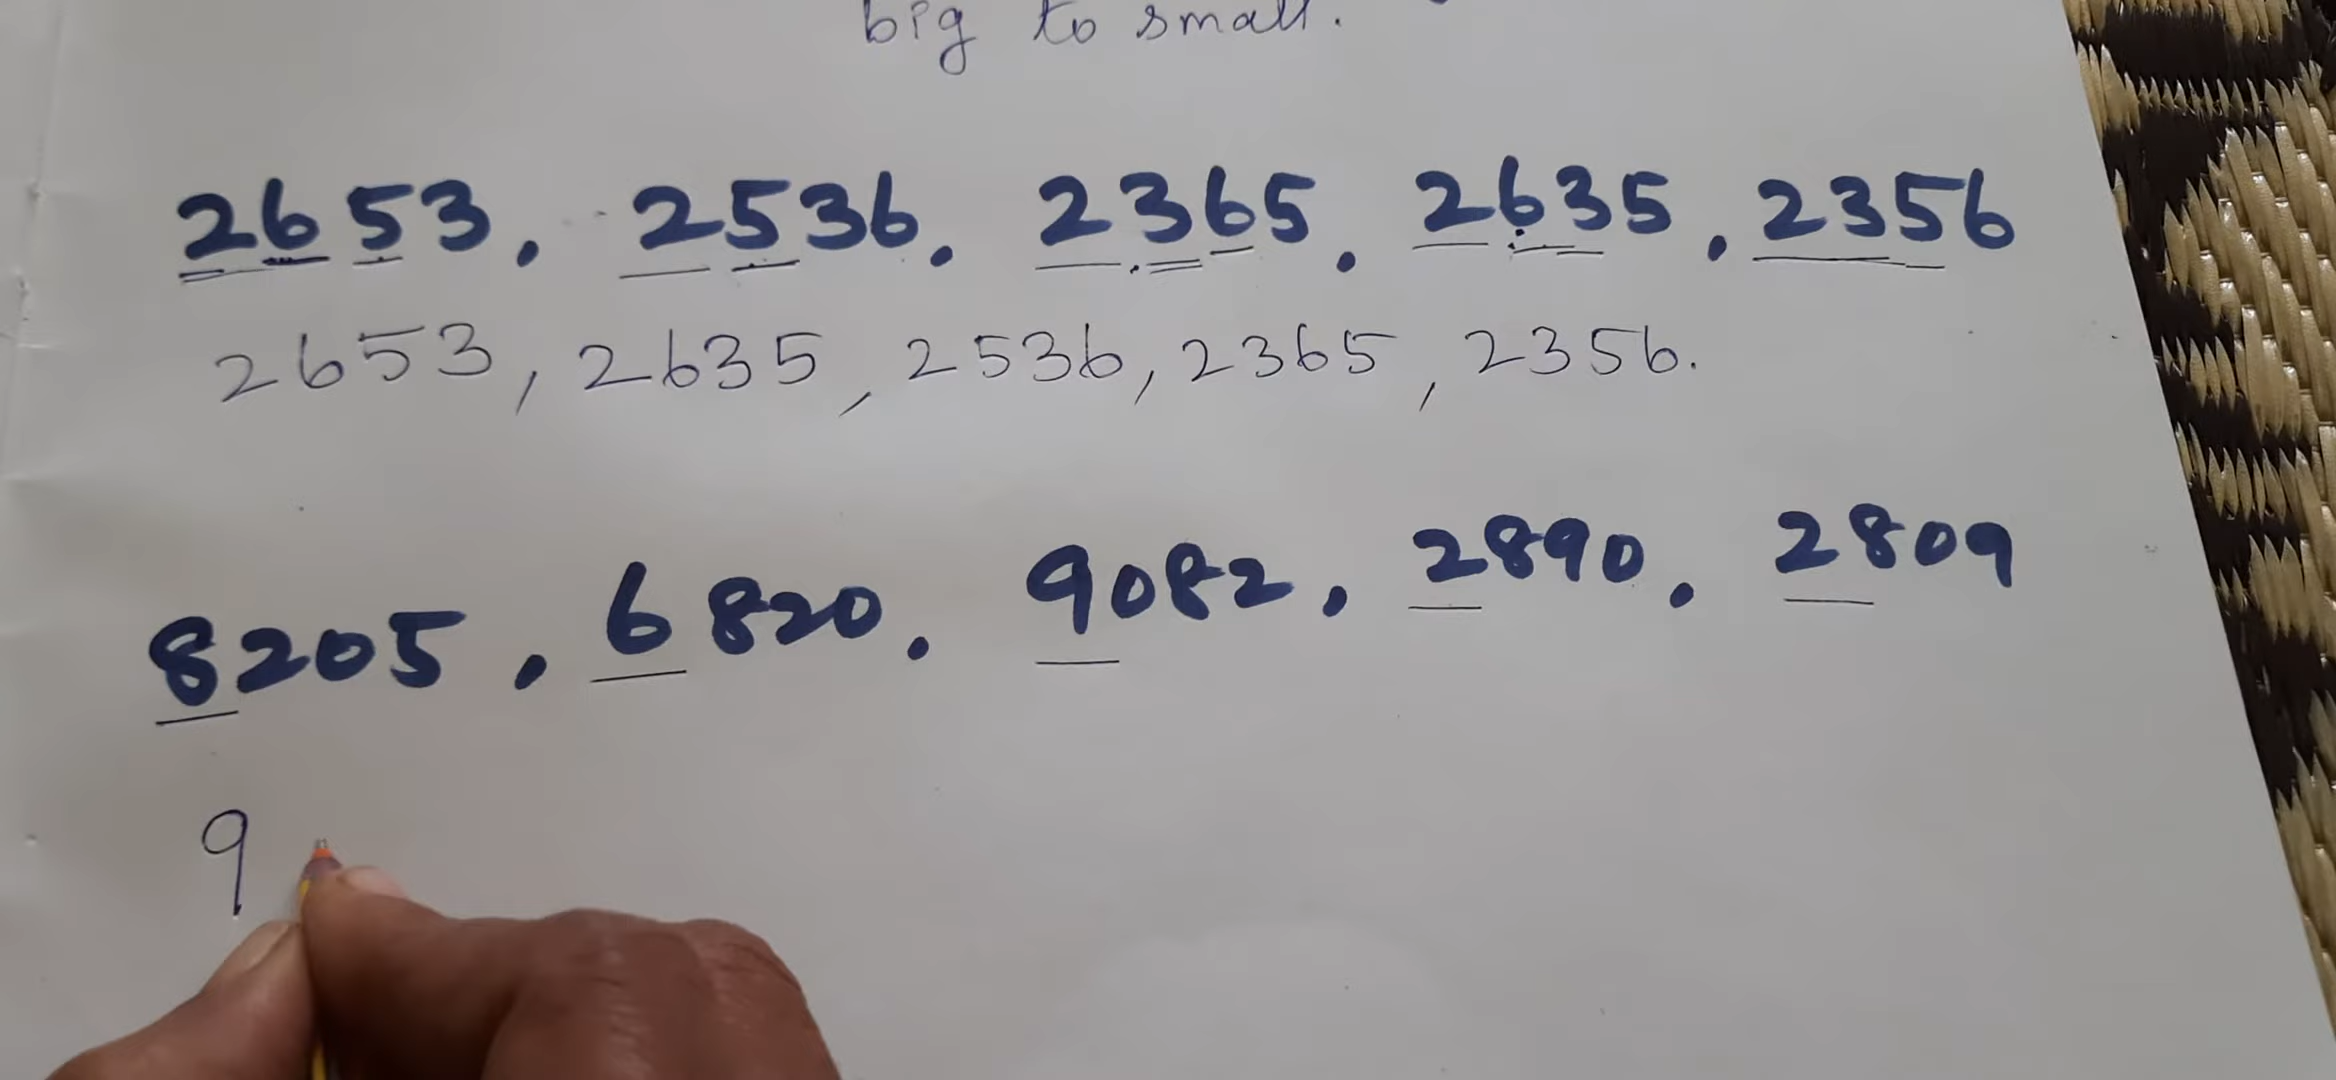 big to small.
2653, 2536, 2365, 2635, 2356
2653, 2635, 2536, 2365, 2356.
8205, 6820, 9082, 2890, 2809
9